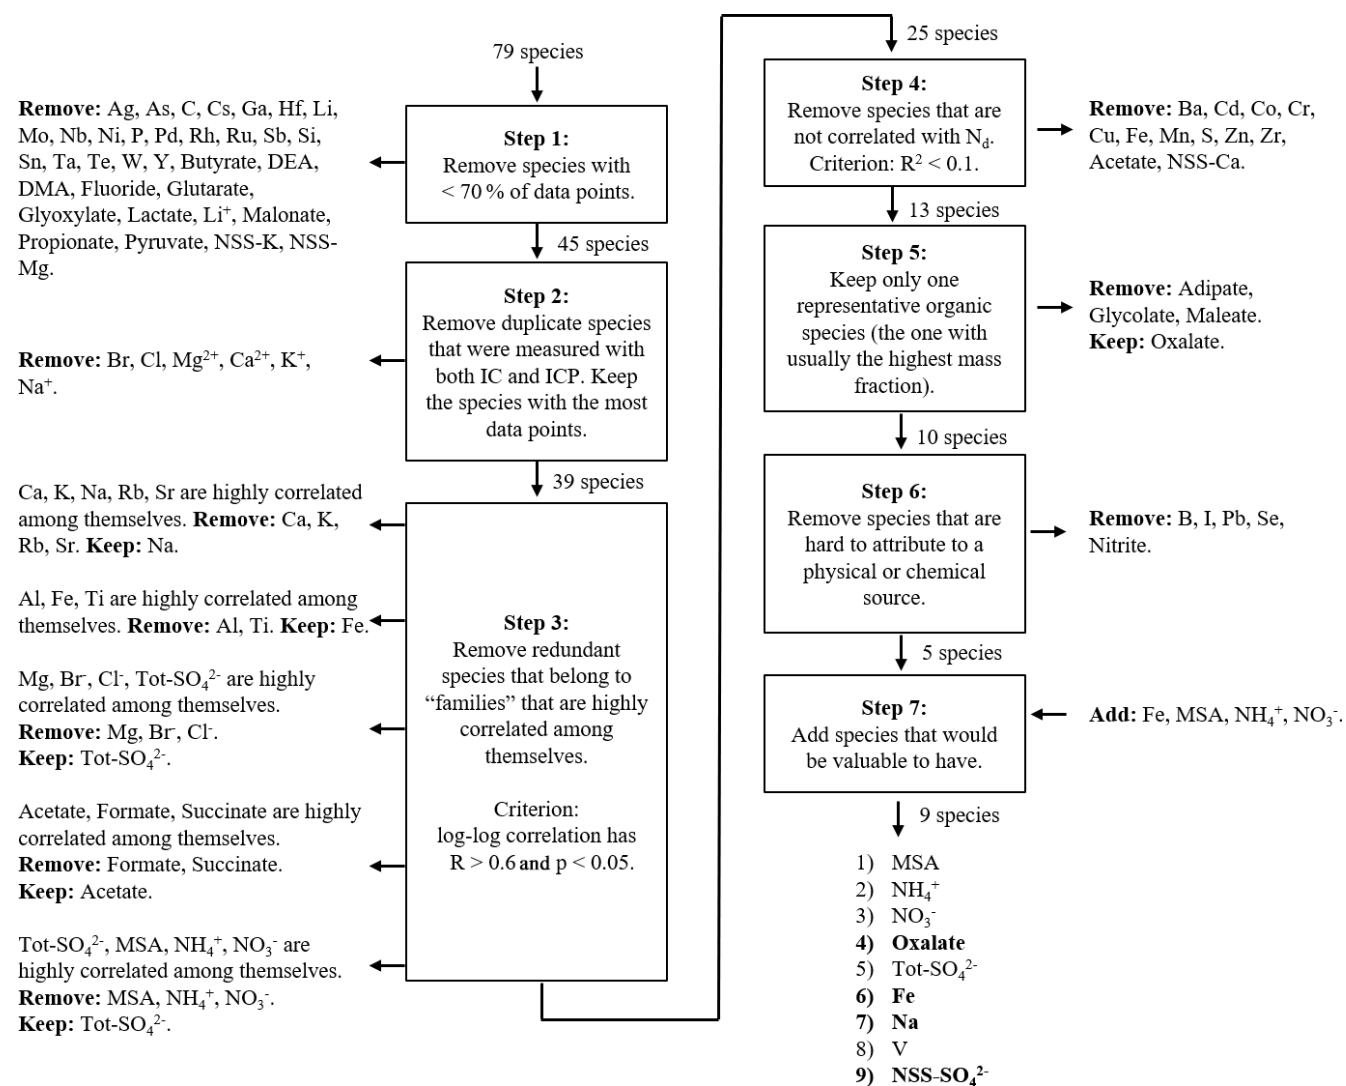 79 species
Remove: Ag, As, C, Cs, Ga, Hf, Li,
Mo, Nb, Ni, P, Pd, Rh, Ru, Sb, Si,
Sn, Ta, Te, W, Y, Butyrate, DEA,
DMA, Fluoride, Glutarate,
Glyoxylate, Lactate, Li⁺, Malonate,
Propionate, Pyruvate, NSS-K, NSS-
Mg.
Step 1:
Remove species with
< 70 % of data points.
45 species
Remove: Br, Cl, Mg²⁺, Ca²⁺, K⁺,
Na⁺.
Step 2:
Remove duplicate species
that were measured with
both IC and ICP. Keep
the species with the most
data points.
39 species
Ca, K, Na, Rb, Sr are highly correlated
among themselves. Remove: Ca, K,
Rb, Sr. Keep: Na.
Al, Fe, Ti are highly correlated among
themselves. Remove: Al, Ti. Keep: Fe.
Mg, Br⁻, Cl⁻, Tot-SO₄²⁻ are highly
correlated among themselves.
Remove: Mg, Br⁻, Cl⁻.
Keep: Tot-SO₄²⁻.
Acetate, Formate, Succinate are highly
correlated among themselves.
Remove: Formate, Succinate.
Keep: Acetate.
Tot-SO₄²⁻, MSA, NH₄⁺, NO₃⁻ are
highly correlated among themselves.
Remove: MSA, NH₄⁺, NO₃⁻.
Keep: Tot-SO₄²⁻.
Step 3:
Remove redundant
species that belong to
“families” that are highly
correlated among
themselves.
Criterion:
log-log correlation has
R > 0.6 and p < 0.05.
25 species
Step 4:
Remove species that are
not correlated with N_d.
Criterion: R² < 0.1.
Remove: Ba, Cd, Co, Cr,
Cu, Fe, Mn, S, Zn, Zr,
Acetate, NSS-Ca.
13 species
Step 5:
Keep only one
representative organic
species (the one with
usually the highest mass
fraction).
Remove: Adipate,
Glycolate, Maleate.
Keep: Oxalate.
10 species
Step 6:
Remove species that are
hard to attribute to a
physical or chemical
source.
Remove: B, I, Pb, Se,
Nitrite.
5 species
Step 7:
Add species that would
be valuable to have.
Add: Fe, MSA, NH₄⁺, NO₃⁻.
9 species
1) MSA
2) NH₄⁺
3) NO₃⁻
4) Oxalate
5) Tot-SO₄²⁻
6) Fe
7) Na
8) V
9) NSS-SO₄²⁻